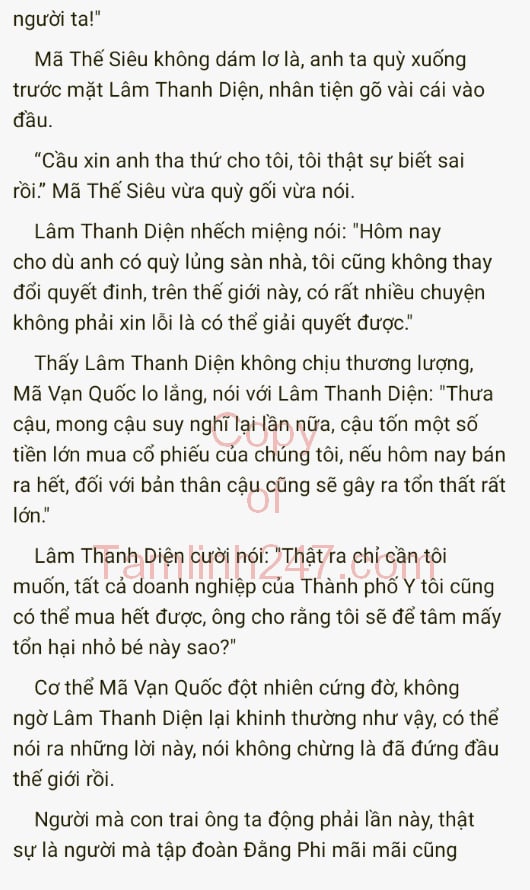 người ta!"
Mã Thế Siêu không dám lơ là, anh ta quỳ xuống
trước mặt Lâm Thanh Diện, nhân tiện gõ vài cái vào
đầu.
“Cầu xin anh tha thứ cho tôi, tôi thật sự biết sai
rồi.” Mã Thế Siêu vừa quỳ gối vừa nói.
Lâm Thanh Diện nhếch miệng nói: "Hôm nay
cho dù anh có quỳ lủng sàn nhà, tôi cũng không thay
đổi quyết đinh, trên thế giới này, có rất nhiều chuyện
không phải xin lỗi là có thể giải quyết được."
Thấy Lâm Thanh Diện không chịu thương lượng,
Mã Vạn Quốc lo lắng, nói với Lâm Thanh Diện: "Thưa
cậu, mong cậu suy nghĩ lại lần nữa, cậu tốn một số
tiền lớn mua cổ phiếu của chúng tôi, nếu hôm nay bán
ra hết, đối với bản thân cậu cũng sẽ gây ra tổn thất rất
lớn."
Lâm Thanh Diện cười nói: "Thật ra chỉ cần tôi
muốn, tất cả doanh nghiệp của Thành phố Y tôi cũng
có thể mua hết được, ông cho rằng tôi sẽ để tâm mấy
tổn hại nhỏ bé này sao?"
Cơ thể Mã Vạn Quốc đột nhiên cứng đờ, không
ngờ Lâm Thanh Diện lại khinh thường như vậy, có thể
nói ra những lời này, nói không chừng là đã đứng đầu
thế giới rồi.
Người mà con trai ông ta động phải lần này, thật
sự là người mà tập đoàn Đằng Phi mãi mãi cũng
Copy
of
Tamlinh247.com